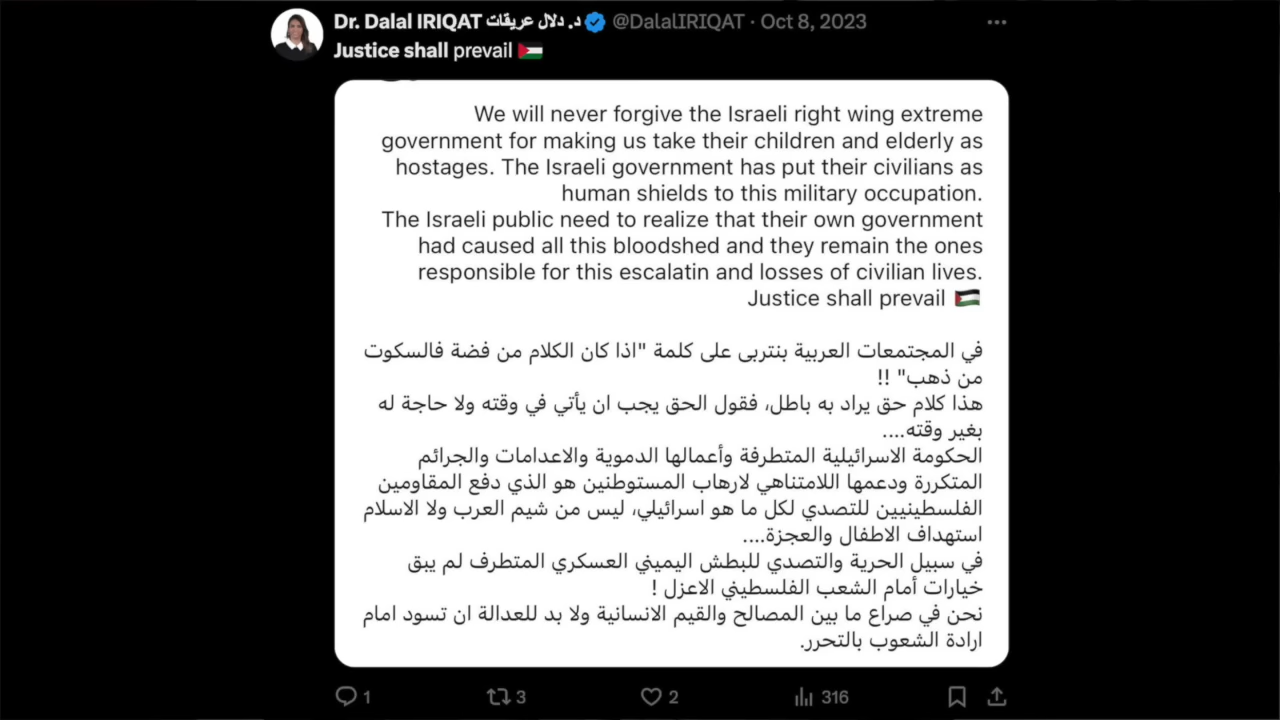 Dr. Dalal IRIQAT د. دلال عريقات @DalalIRIQAT · Oct 8, 2023
Justice shall prevail 🇵🇸
We will never forgive the Israeli right wing extreme
government for making us take their children and elderly as
hostages. The Israeli government has put their civilians as
human shields to this military occupation.
The Israeli public need to realize that their own government
had caused all this bloodshed and they remain the ones
responsible for this escalatin and losses of civilian lives.
Justice shall prevail 🇵🇸
في المجتمعات العربية بنتربى على كلمة "اذا كان الكلام من فضة فالسكوت
من ذهب" !!
هذا كلام حق يراد به باطل، فقول الحق يجب ان يأتي في وقته ولا حاجة له
بغير وقته....
الحكومة الاسرائيلية المتطرفة وأعمالها الدموية والاعدامات والجرائم
المتكررة ودعمها اللامتناهي لارهاب المستوطنين هو الذي دفع المقاومين
الفلسطينيين للتصدي لكل ما هو اسرائيلي، ليس من شيم العرب ولا الاسلام
استهداف الاطفال والعجزة....
في سبيل الحرية والتصدي للبطش اليميني العسكري المتطرف لم يبق
خيارات أمام الشعب الفلسطيني الاعزل !
نحن في صراع ما بين المصالح والقيم الانسانية ولا بد للعدالة ان تسود امام
ارادة الشعوب بالتحرر.
1 3 2 316